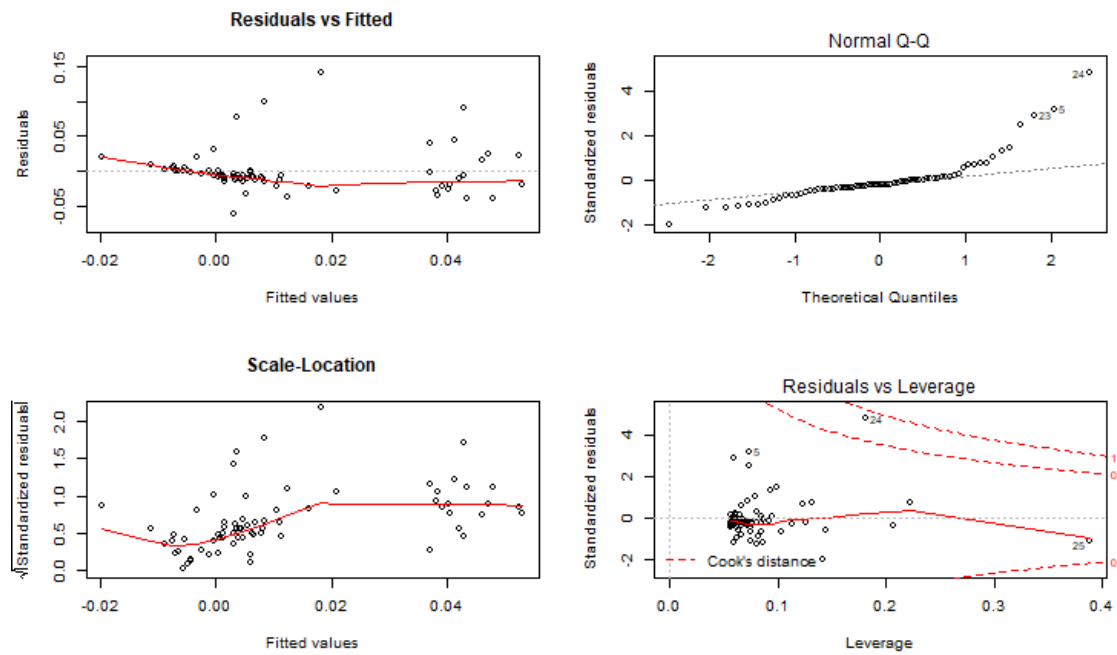 Residuals vs Fitted
Residuals
0.15
0.05
-0.05
-0.02 0.00 0.02 0.04
Fitted values
Normal Q-Q
Standardized residuals
4
2
0
-2
24
23 5
-2 -1 0 1 2
Theoretical Quantiles
Scale-Location
√|Standardized residuals|
2.0
1.5
1.0
0.5
0.0
-0.02 0.00 0.02 0.04
Fitted values
Residuals vs Leverage
Standardized residuals
4
2
0
-2
24
5
25
1
0
0
Cook's distance
0.0 0.1 0.2 0.3 0.4
Leverage